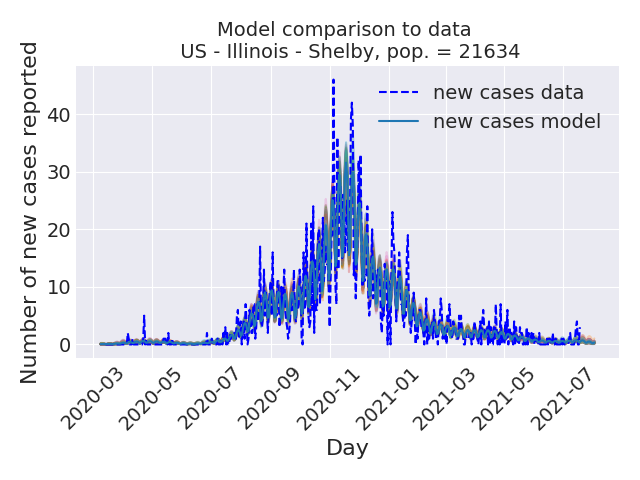 Model comparison to data
US - Illinois - Shelby, pop. = 21634
Number of new cases reported
40
30
20
10
0
new cases data
new cases model
2020-03
2020-05
2020-07
2020-09
2020-11
2021-01
2021-03
2021-05
2021-07
Day